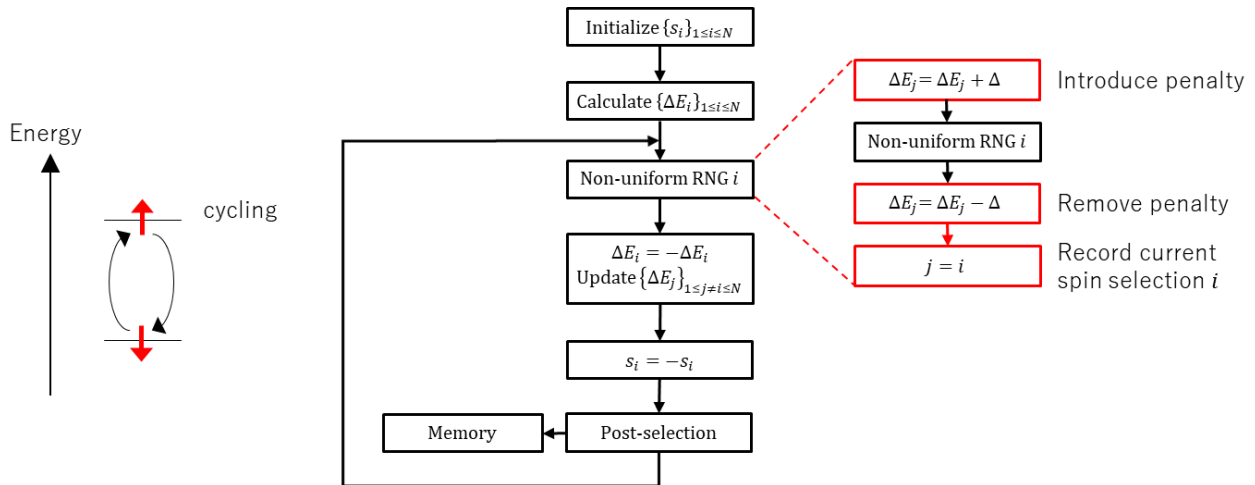 Energy
cycling
Initialize {s_i}_{1≤i≤N}
Calculate {ΔE_i}_{1≤i≤N}
Non-uniform RNG i
ΔE_i = −ΔE_i
Update {ΔE_j}_{1≤j≠i≤N}
s_i = −s_i
Memory
Post-selection
ΔE_j = ΔE_j + Δ
Introduce penalty
Non-uniform RNG i
ΔE_j = ΔE_j − Δ
Remove penalty
j = i
Record current
spin selection i